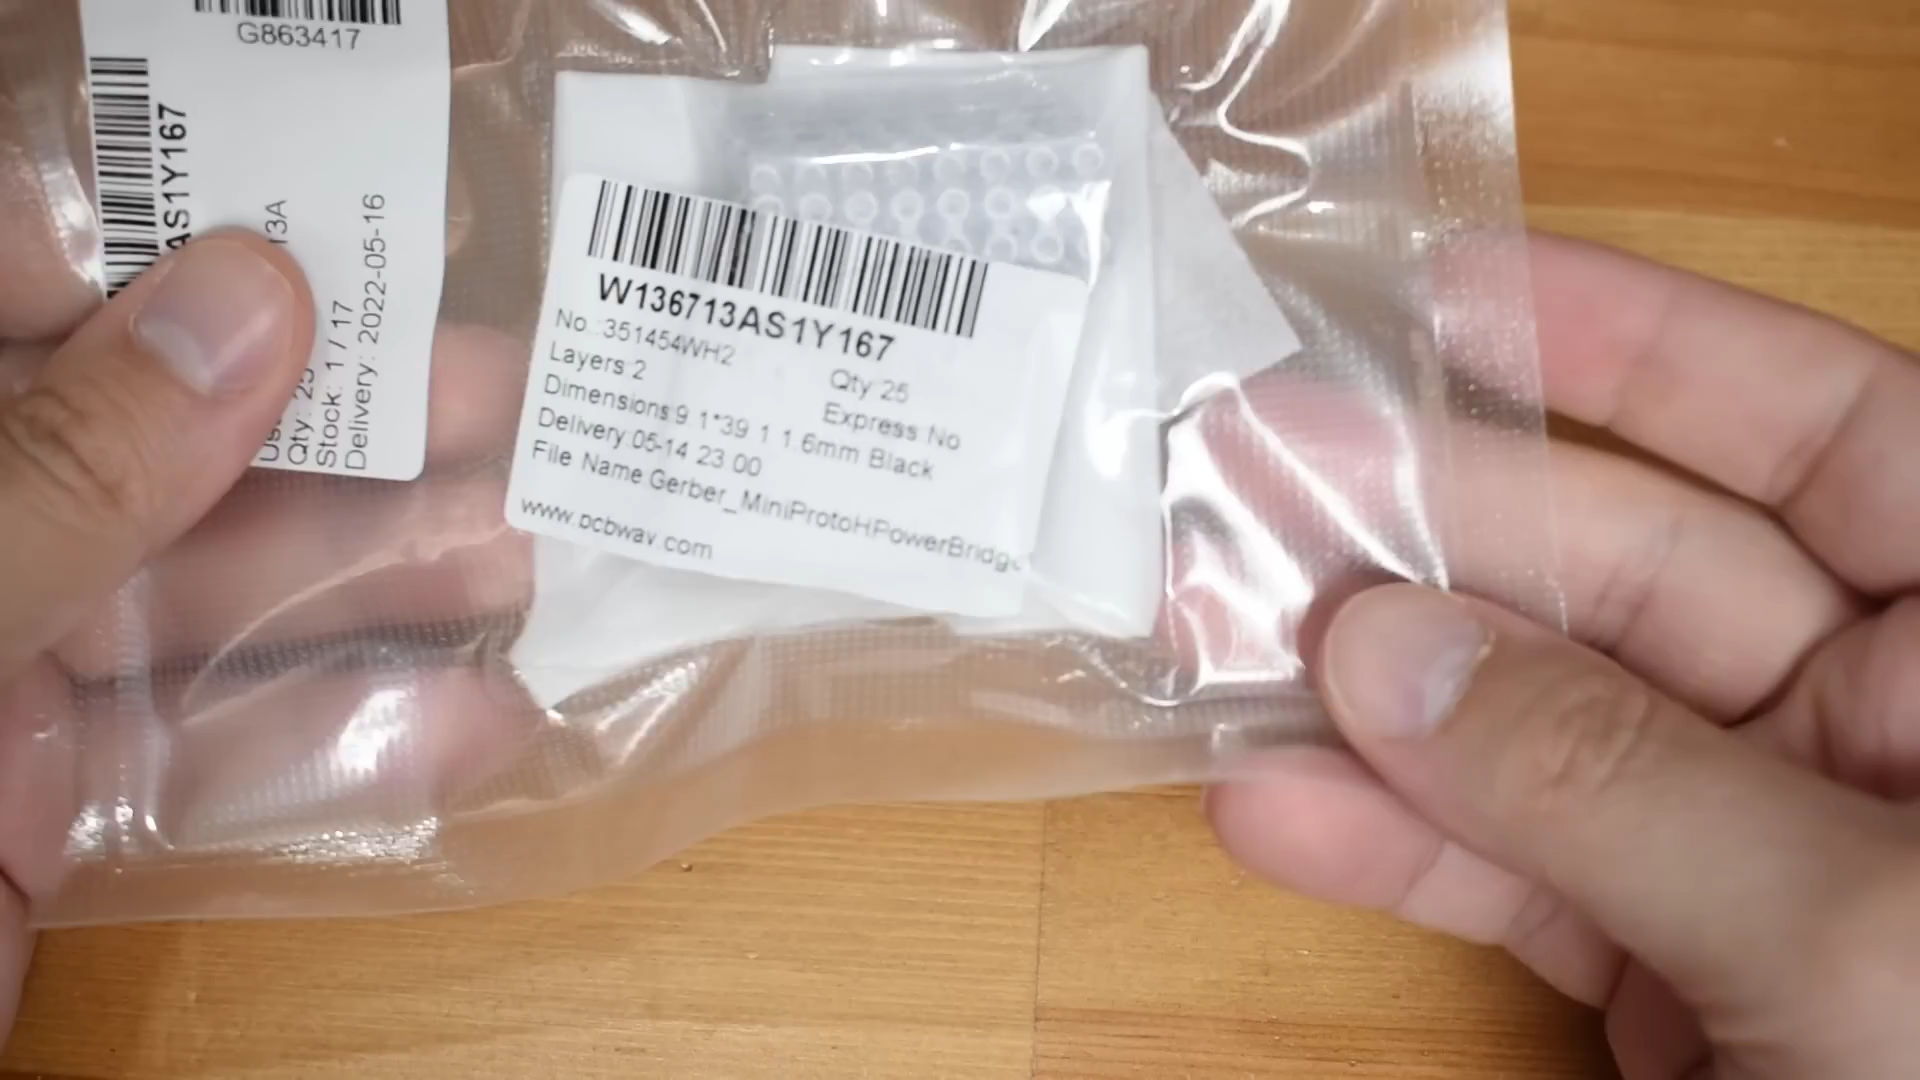 G863417
AS1Y167
13A
Qty: 25
Stock: 1 / 17
Delivery: 2022-05-16
W136713AS1Y167
No.:351454WH2
Layers:2 Qty:25
Dimensions:9 1*39 1 1.6mm Black Express No
Delivery:05-14 23 00
File Name:Gerber_MiniProtoHPowerBridge
www.pcbway.com